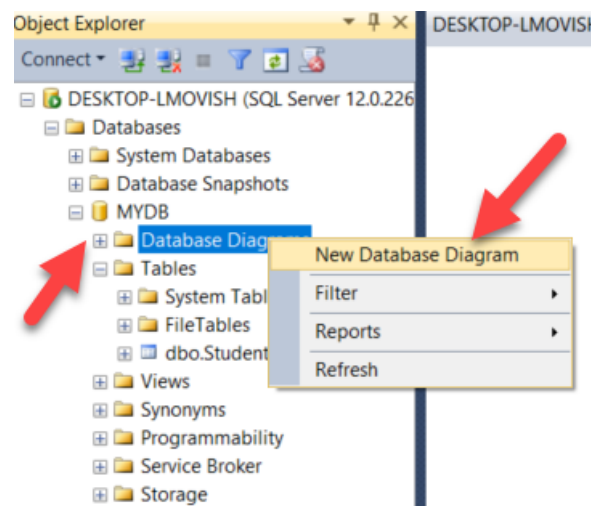 Object Explorer
DESKTOP-LMOVISH
Connect
DESKTOP-LMOVISH (SQL Server 12.0.226
Databases
System Databases
Database Snapshots
MYDB
Database Diagram
New Database Diagram
Tables
System Tabl
Filter
FileTables
Reports
dbo.Student
Refresh
Views
Synonyms
Programmability
Service Broker
Storage